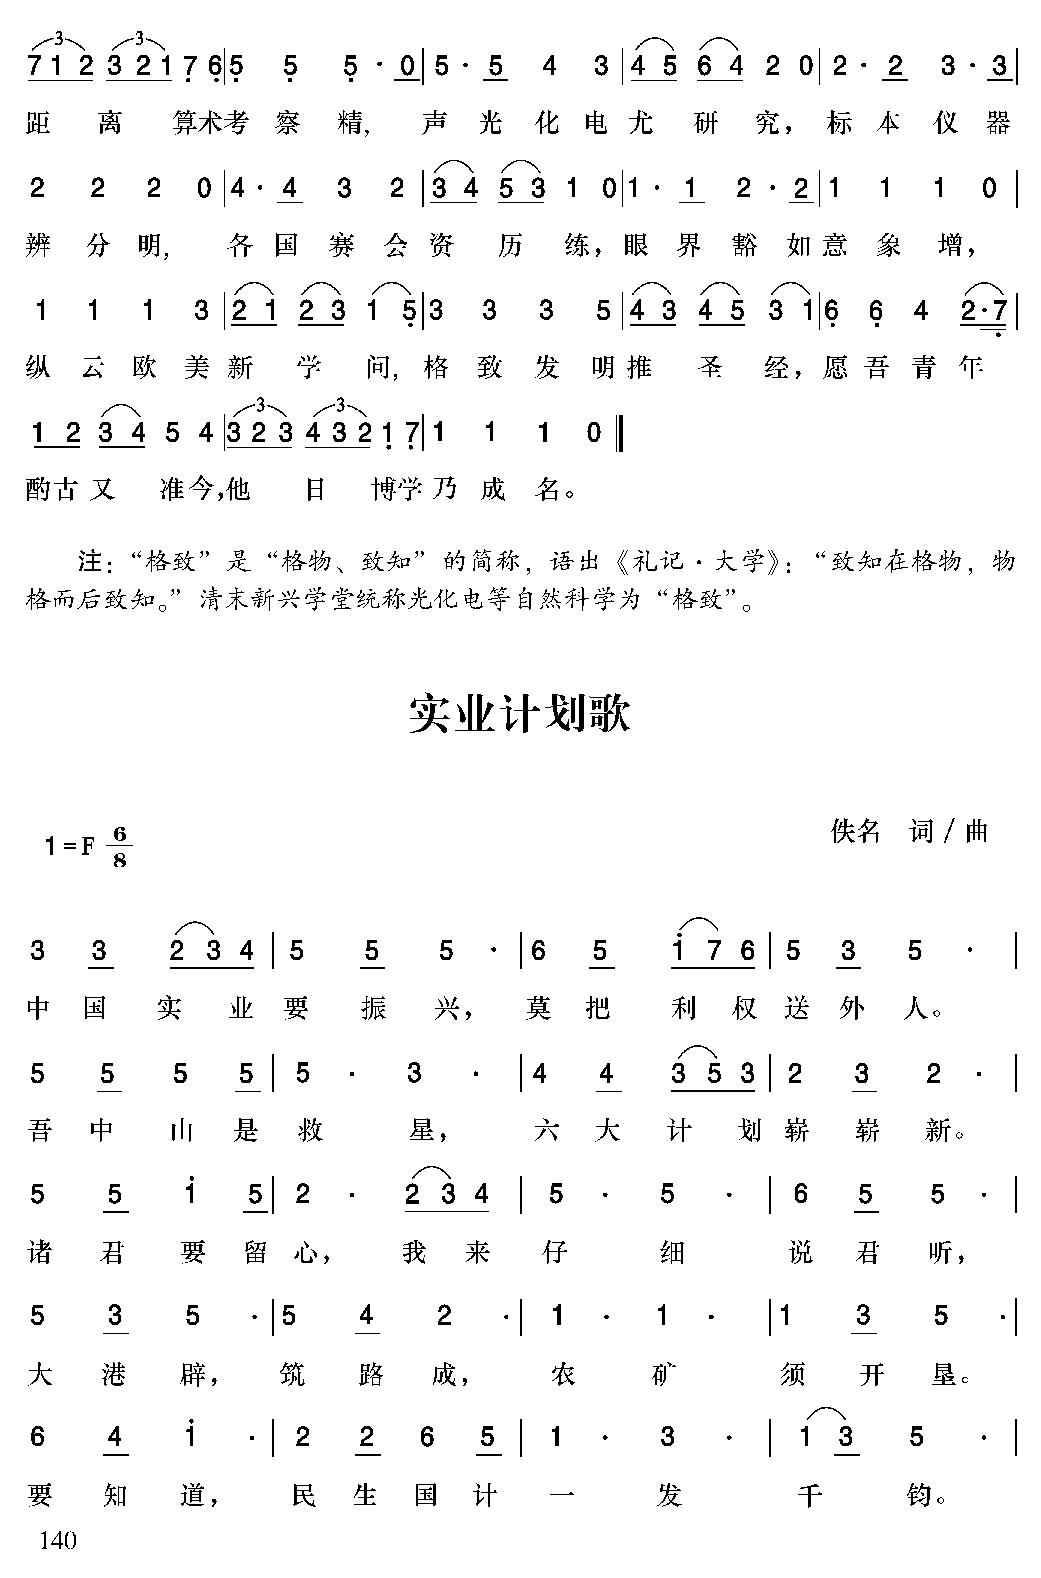 7 1 2 3 2 1 7 6 | 5 5 5 · 0 | 5 · 5 4 3 | 4 5 6 4 2 0 | 2 · 2 3 · 3 |
距 离 算术考 察 精, 声 光 化 电 尤 研 究, 标 本 仪 器
2 2 2 0 | 4 · 4 3 2 | 3 4 5 3 1 0 | 1 · 1 2 · 2 | 1 1 1 0 |
辨 分 明, 各 国 赛 会 资 历 练, 眼 界 豁 如 意 象 增,
1 1 1 3 | 2 1 2 3 1 5 | 3 3 3 5 | 4 3 4 5 3 1 | 6 6 4 2·7 |
纵 云 欧 美 新 学 问, 格 致 发 明 推 圣 经, 愿 吾 青 年
1 2 3 4 5 4 | 3 2 3 4 3 2 1 7 | 1 1 1 0 ‖
酌古 又 准今,他 日 博学 乃 成 名。
注:“格致”是“格物、致知”的简称,语出《礼记·大学》:“致知在格物,物
格而后致知。”清末新兴学堂统称光化电等自然科学为“格致”。
实业计划歌
1=F 6/8
佚名 词/曲
3 3 2 3 4 | 5 5 5 · | 6 5 1 7 6 | 5 3 5 · |
中 国 实 业 要 振 兴, 莫 把 利 权 送 外 人。
5 5 5 5 | 5 · 3 · | 4 4 3 5 3 | 2 3 2 · |
吾 中 山 是 救 星, 六 大 计 划 崭 崭 新。
5 5 1 5 | 2 · 2 3 4 | 5 · 5 · | 6 5 5 · |
诸 君 要 留 心, 我 来 仔 细 说 君 听,
5 3 5 · | 5 4 2 · | 1 · 1 · | 1 3 5 · |
大 港 辟, 筑 路 成, 农 矿 须 开 垦。
6 4 1 · | 2 2 6 5 | 1 · 3 · | 1 3 5 · |
要 知 道, 民 生 国 计 一 发 千 钧。
140